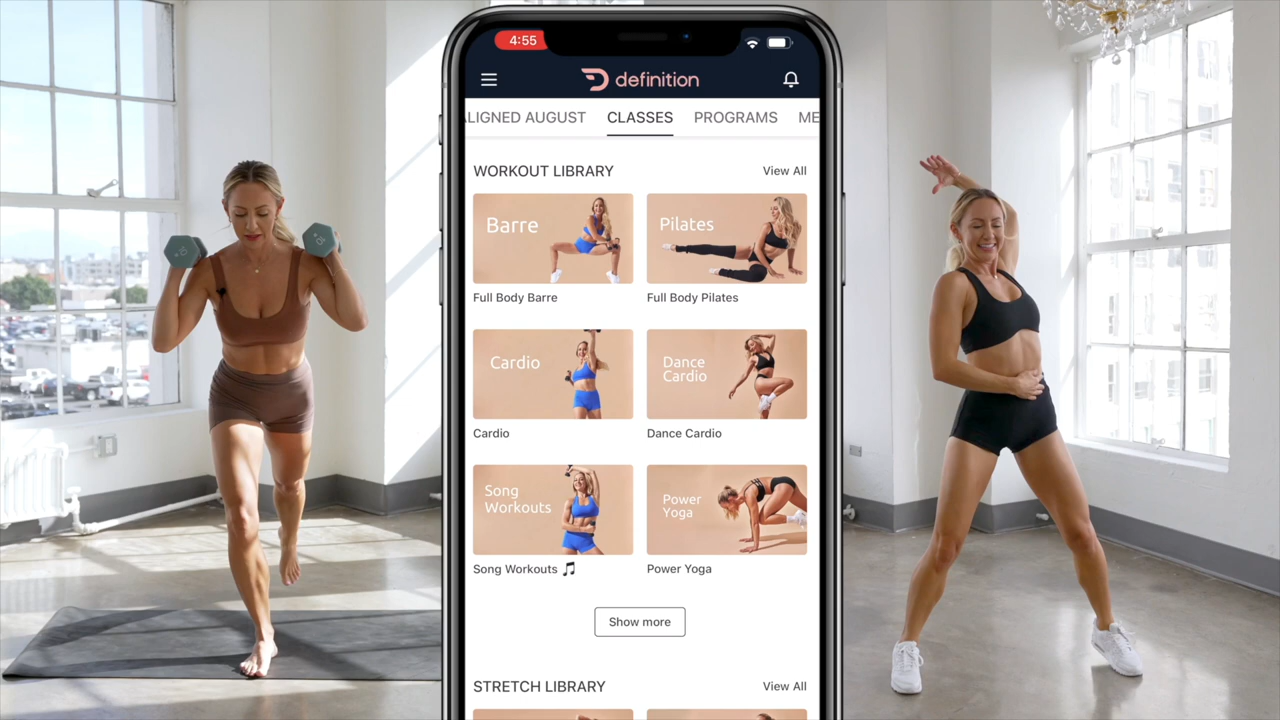 4:55
definition
LIGNED AUGUST
CLASSES
PROGRAMS
ME
WORKOUT LIBRARY
View All
Barre
Pilates
Full Body Barre
Full Body Pilates
Cardio
Dance
Cardio
Cardio
Dance Cardio
Song
Workouts
Power
Yoga
Song Workouts 🎵
Power Yoga
Show more
STRETCH LIBRARY
View All